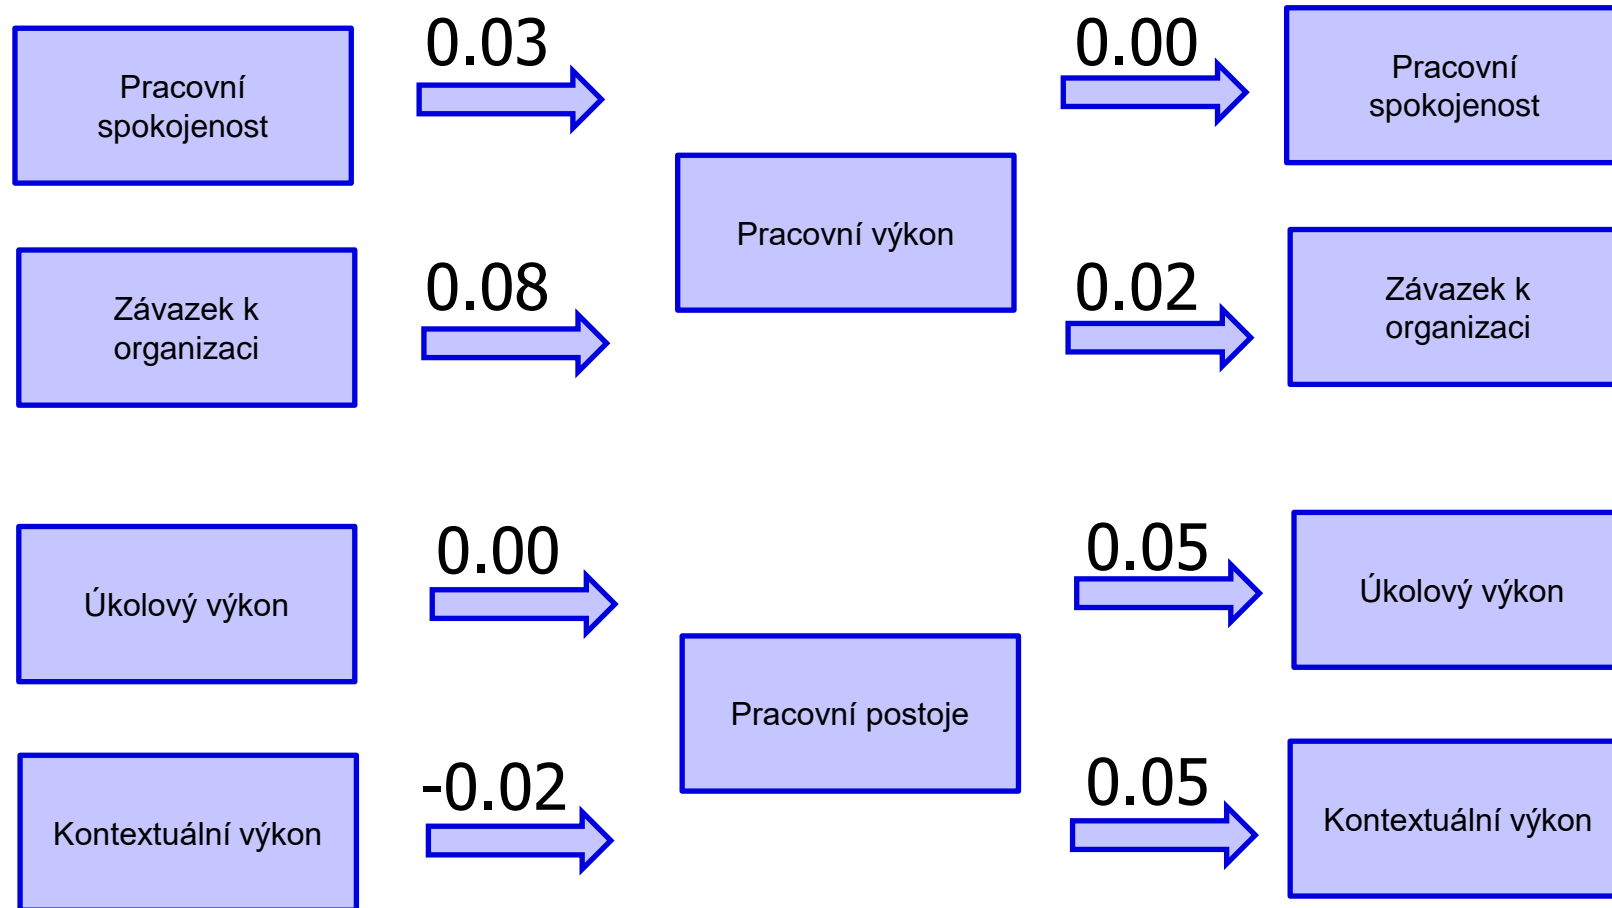 0.03
0.00
Pracovní
spokojenost
Pracovní
spokojenost
Pracovní výkon
Závazek k
organizaci
0.08
0.02
Závazek k
organizaci
0.00
0.05
Úkolový výkon
Úkolový výkon
Pracovní postoje
-0.02
0.05
Kontextuální výkon
Kontextuální výkon